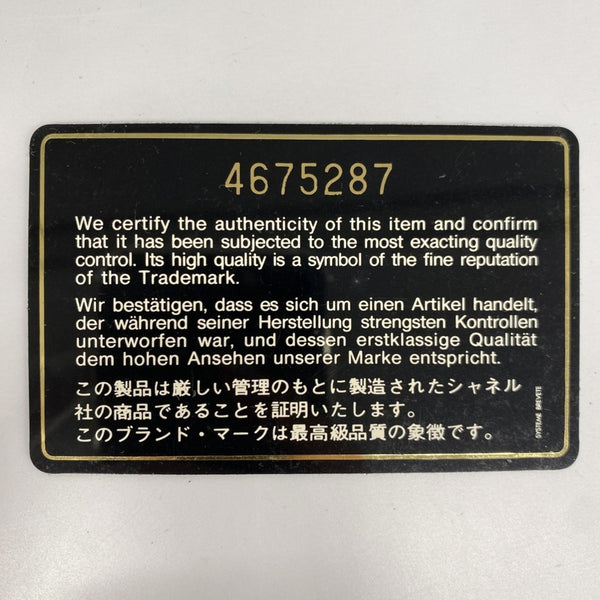 4675287
We certify the authenticity of this item and confirm
that it has been subjected to the most exacting quality
control. Its high quality is a symbol of the fine reputation
of the Trademark.
Wir bestätigen, dass es sich um einen Artikel handelt,
der während seiner Herstellung strengsten Kontrollen
unterworfen war, und dessen erstklassige Qualität
dem hohen Ansehen unserer Marke entspricht.
この製品は厳しい管理のもとに製造されたシャネル
社の商品であることを証明いたします。
このブランド・マークは最高級品質の象徴です。
SYSTEME BREVETE